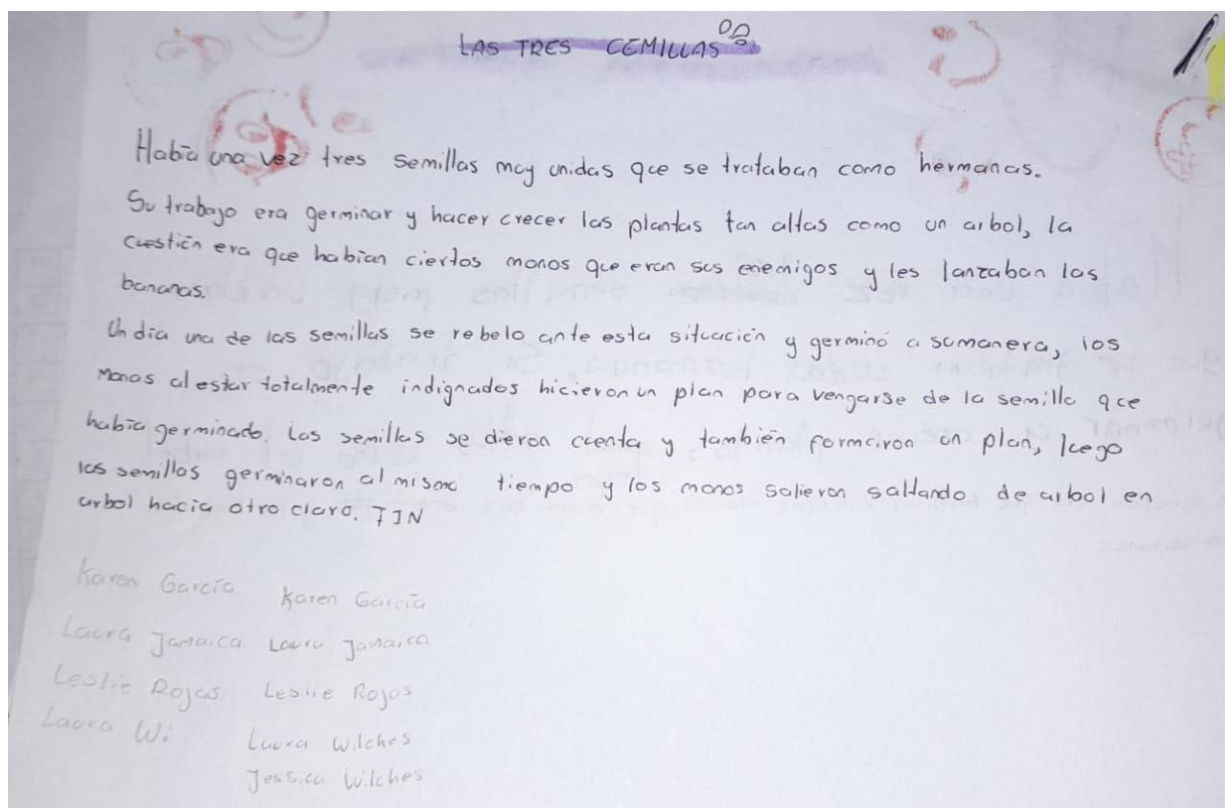 LAS TRES CEMILLAS
Había una vez tres semillas muy unidas que se trataban como hermanas.
Su trabajo era germinar y hacer crecer las plantas tan altas como un arbol, la
cuestión era que habian ciertos monos que eran sus enemigos y les lanzaban las
bananas.
Un dia una de las semillas se rebelo ante esta situación y germinó a sumanera, los
monos al estar totalmente indignados hicieron un plan para vengarse de la semilla que
había germinado. Las semillas se dieron cuenta y también formaron un plan, luego
las semillas germinaron al mismo tiempo y los monos salieron saltando de arbol en
arbol hacia otro claro. FIN
Karen García Karen García
Laura Jamaica Laura Jamaica
Leslie Rojas Leslie Rojas
Laura Wi Laura Wilches
Jessica Wilches